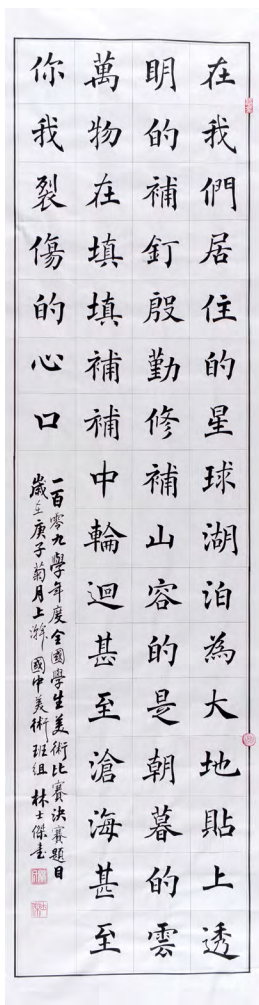 在我們居住的星球湖泊為大地貼上透
明的補釘殷勤修補山容的是朝暮的雲
萬物在填填補補中輪迴甚至滄海甚至
你我裂傷的心口
一百零九學年度全國學生美術比賽決賽題目
歲在庚子菊月上澣 國中美術班組 林士傑書